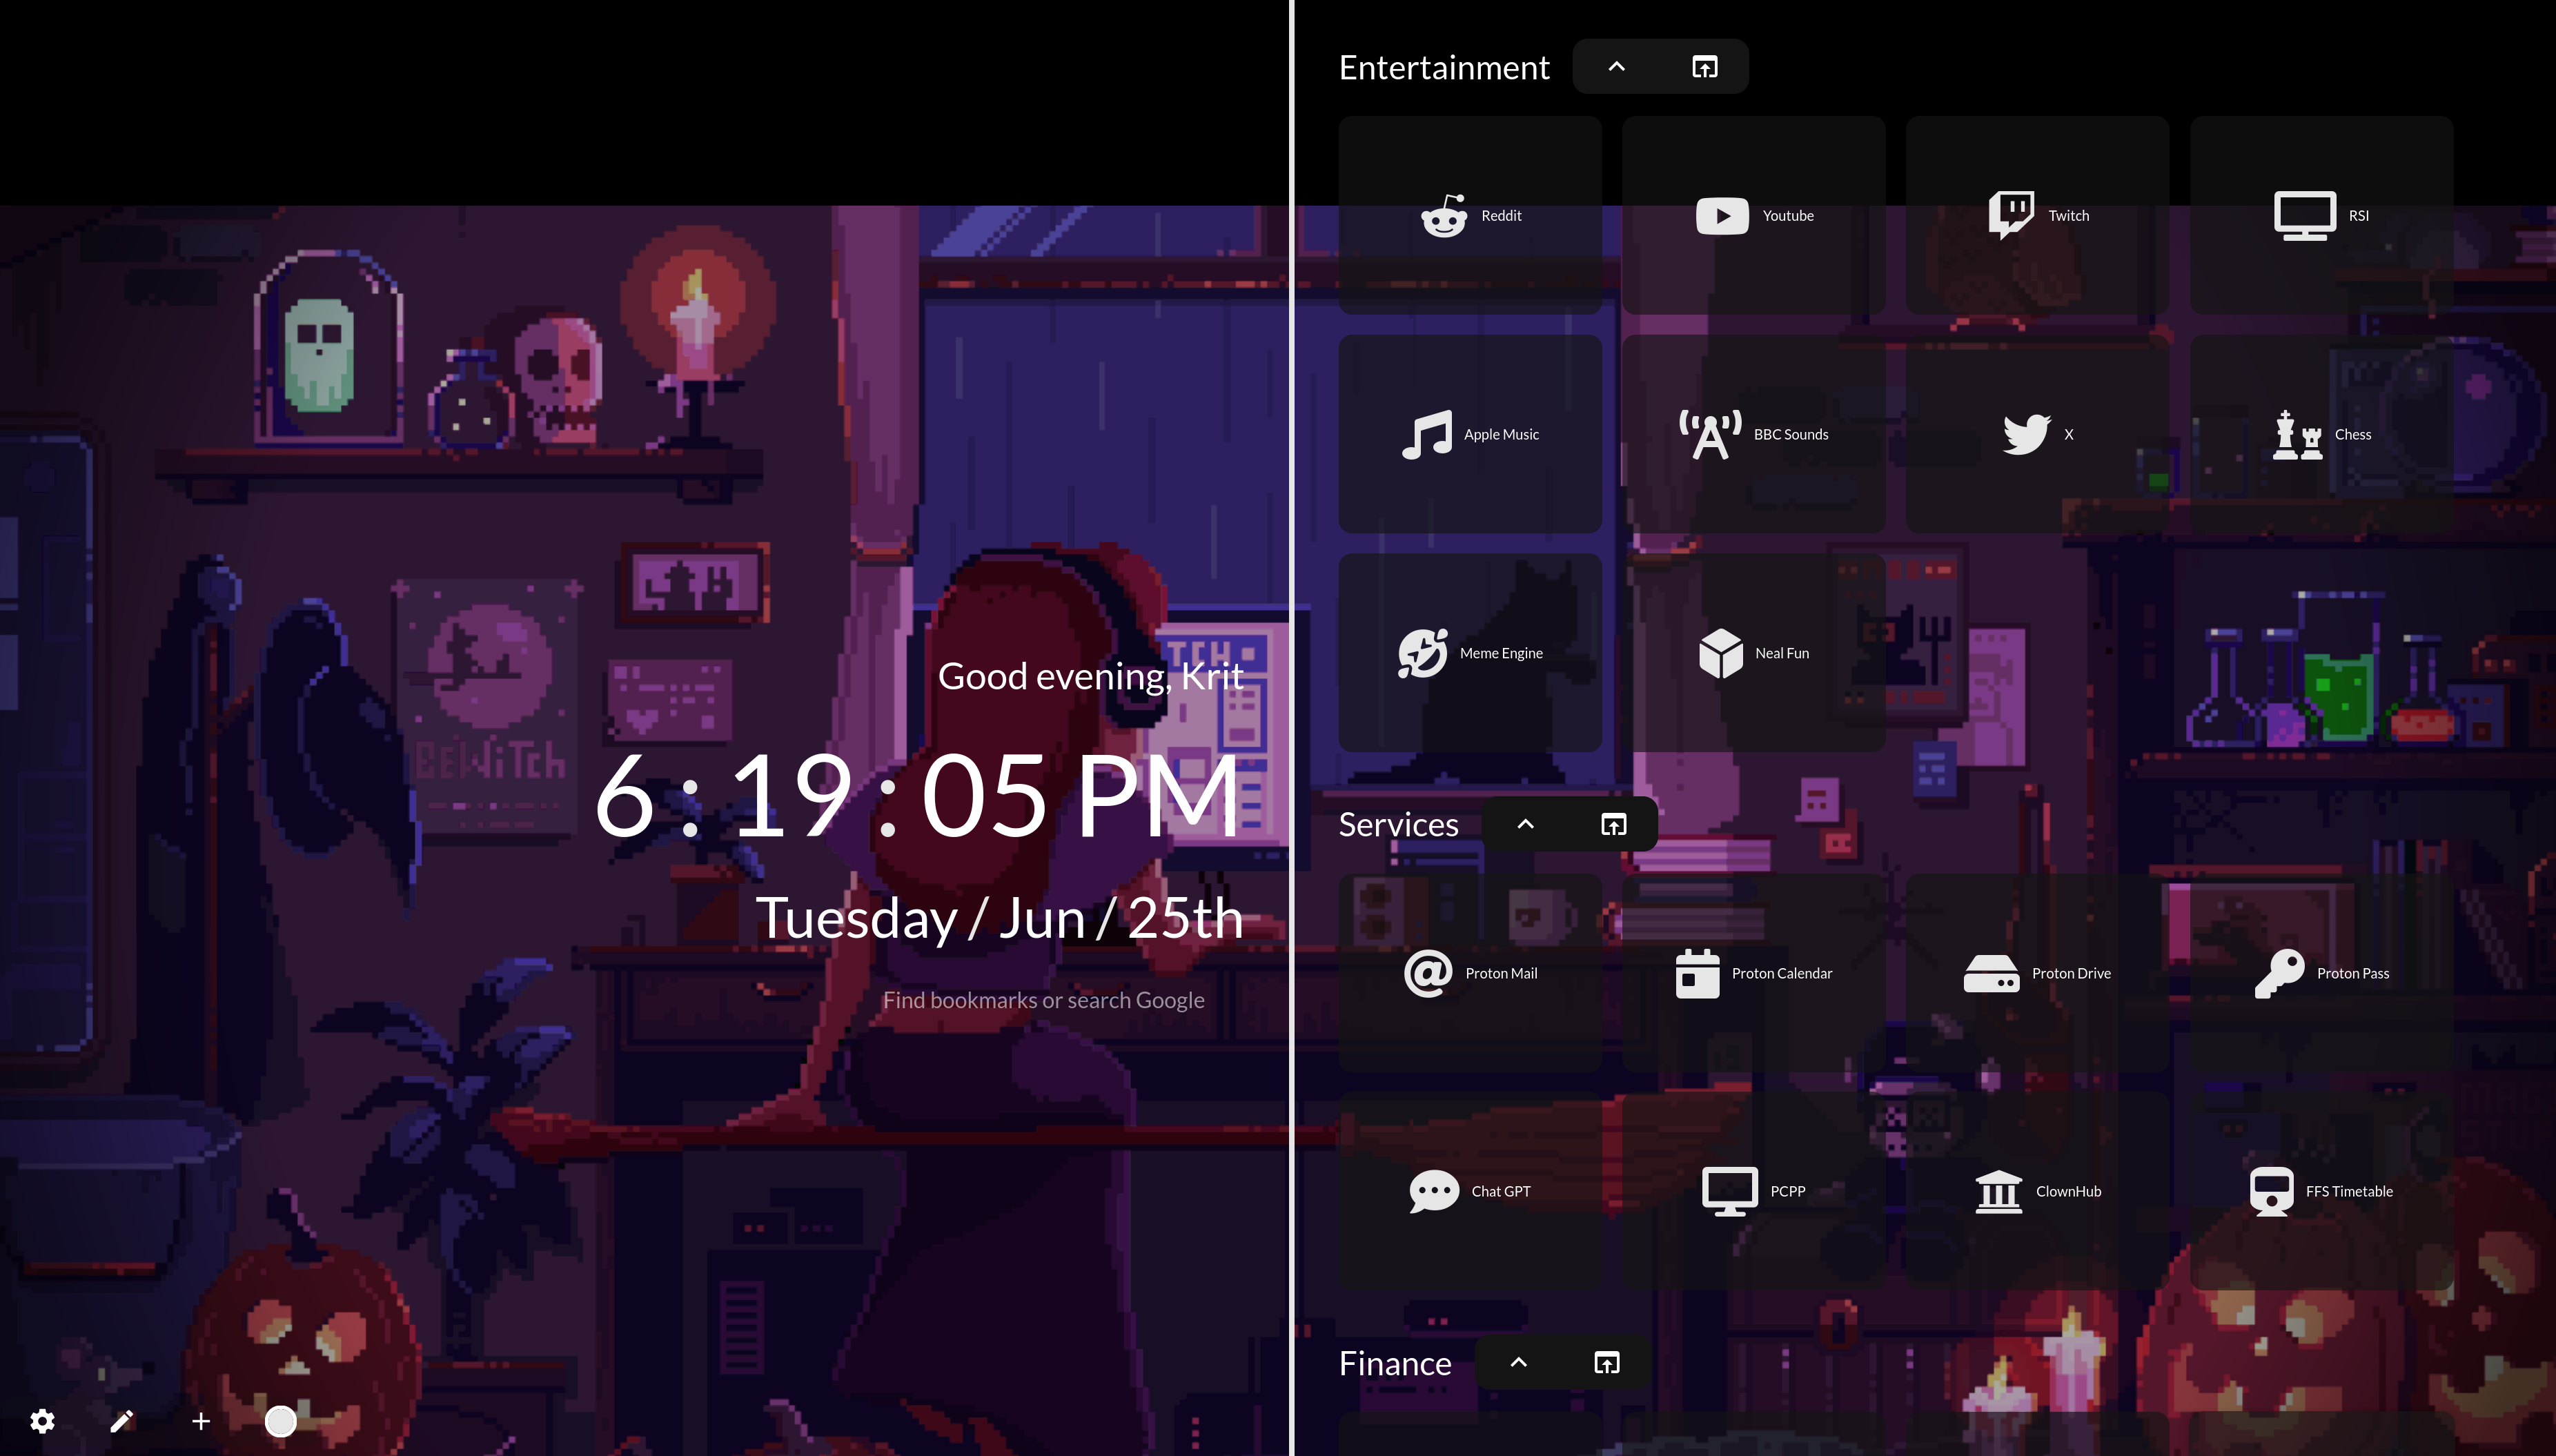 Good evening, Krit
6 : 19 : 05 PM
Tuesday / Jun / 25th
Find bookmarks or search Google
BEWiTCh
TCH
Entertainment
Reddit
Youtube
Twitch
RSI
Apple Music
BBC Sounds
X
Chess
Meme Engine
Neal Fun
Services
Proton Mail
Proton Calendar
Proton Drive
Proton Pass
Chat GPT
PCPP
ClownHub
FFS Timetable
Finance